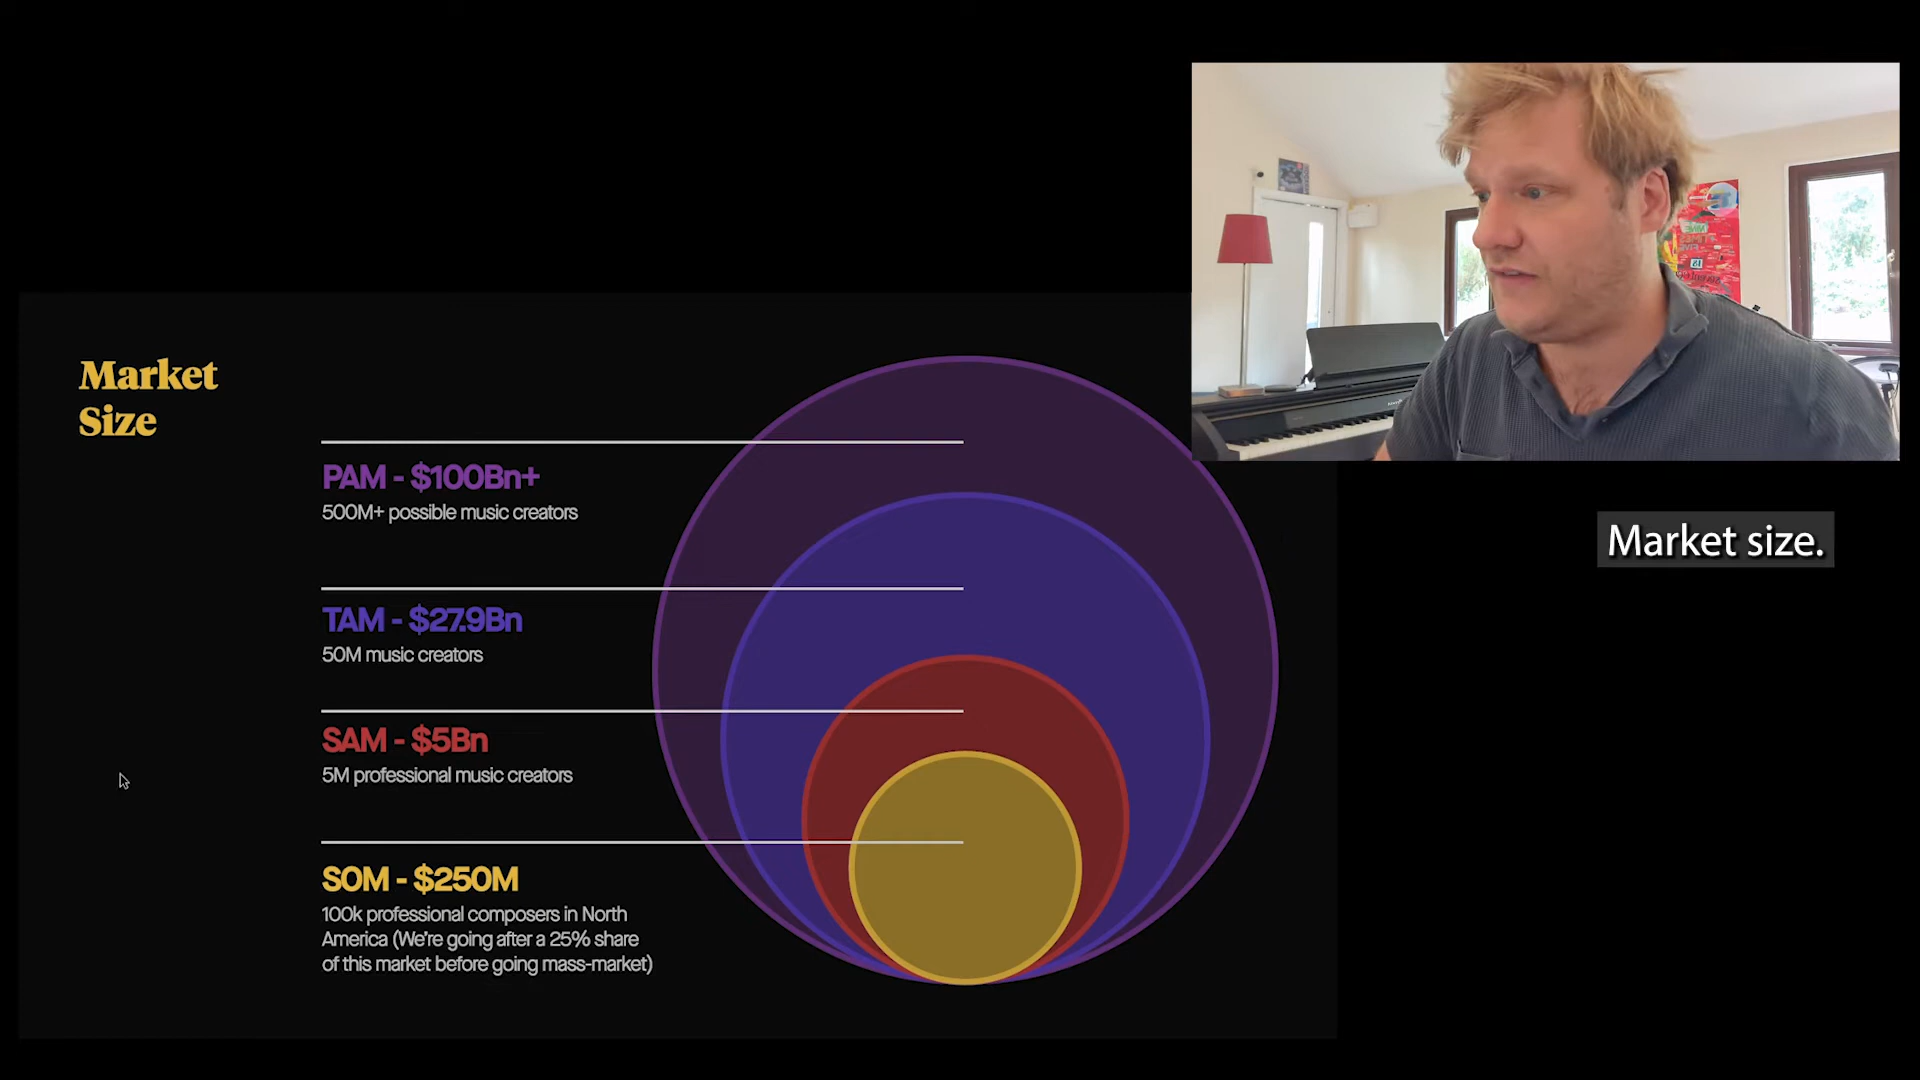 Market
Size
PAM - $100Bn+
500M+ possible music creators
TAM - $27.9Bn
50M music creators
SAM - $5Bn
5M professional music creators
SOM - $250M
100k professional composers in North
America (We're going after a 25% share
of this market before going mass-market)
Market size.